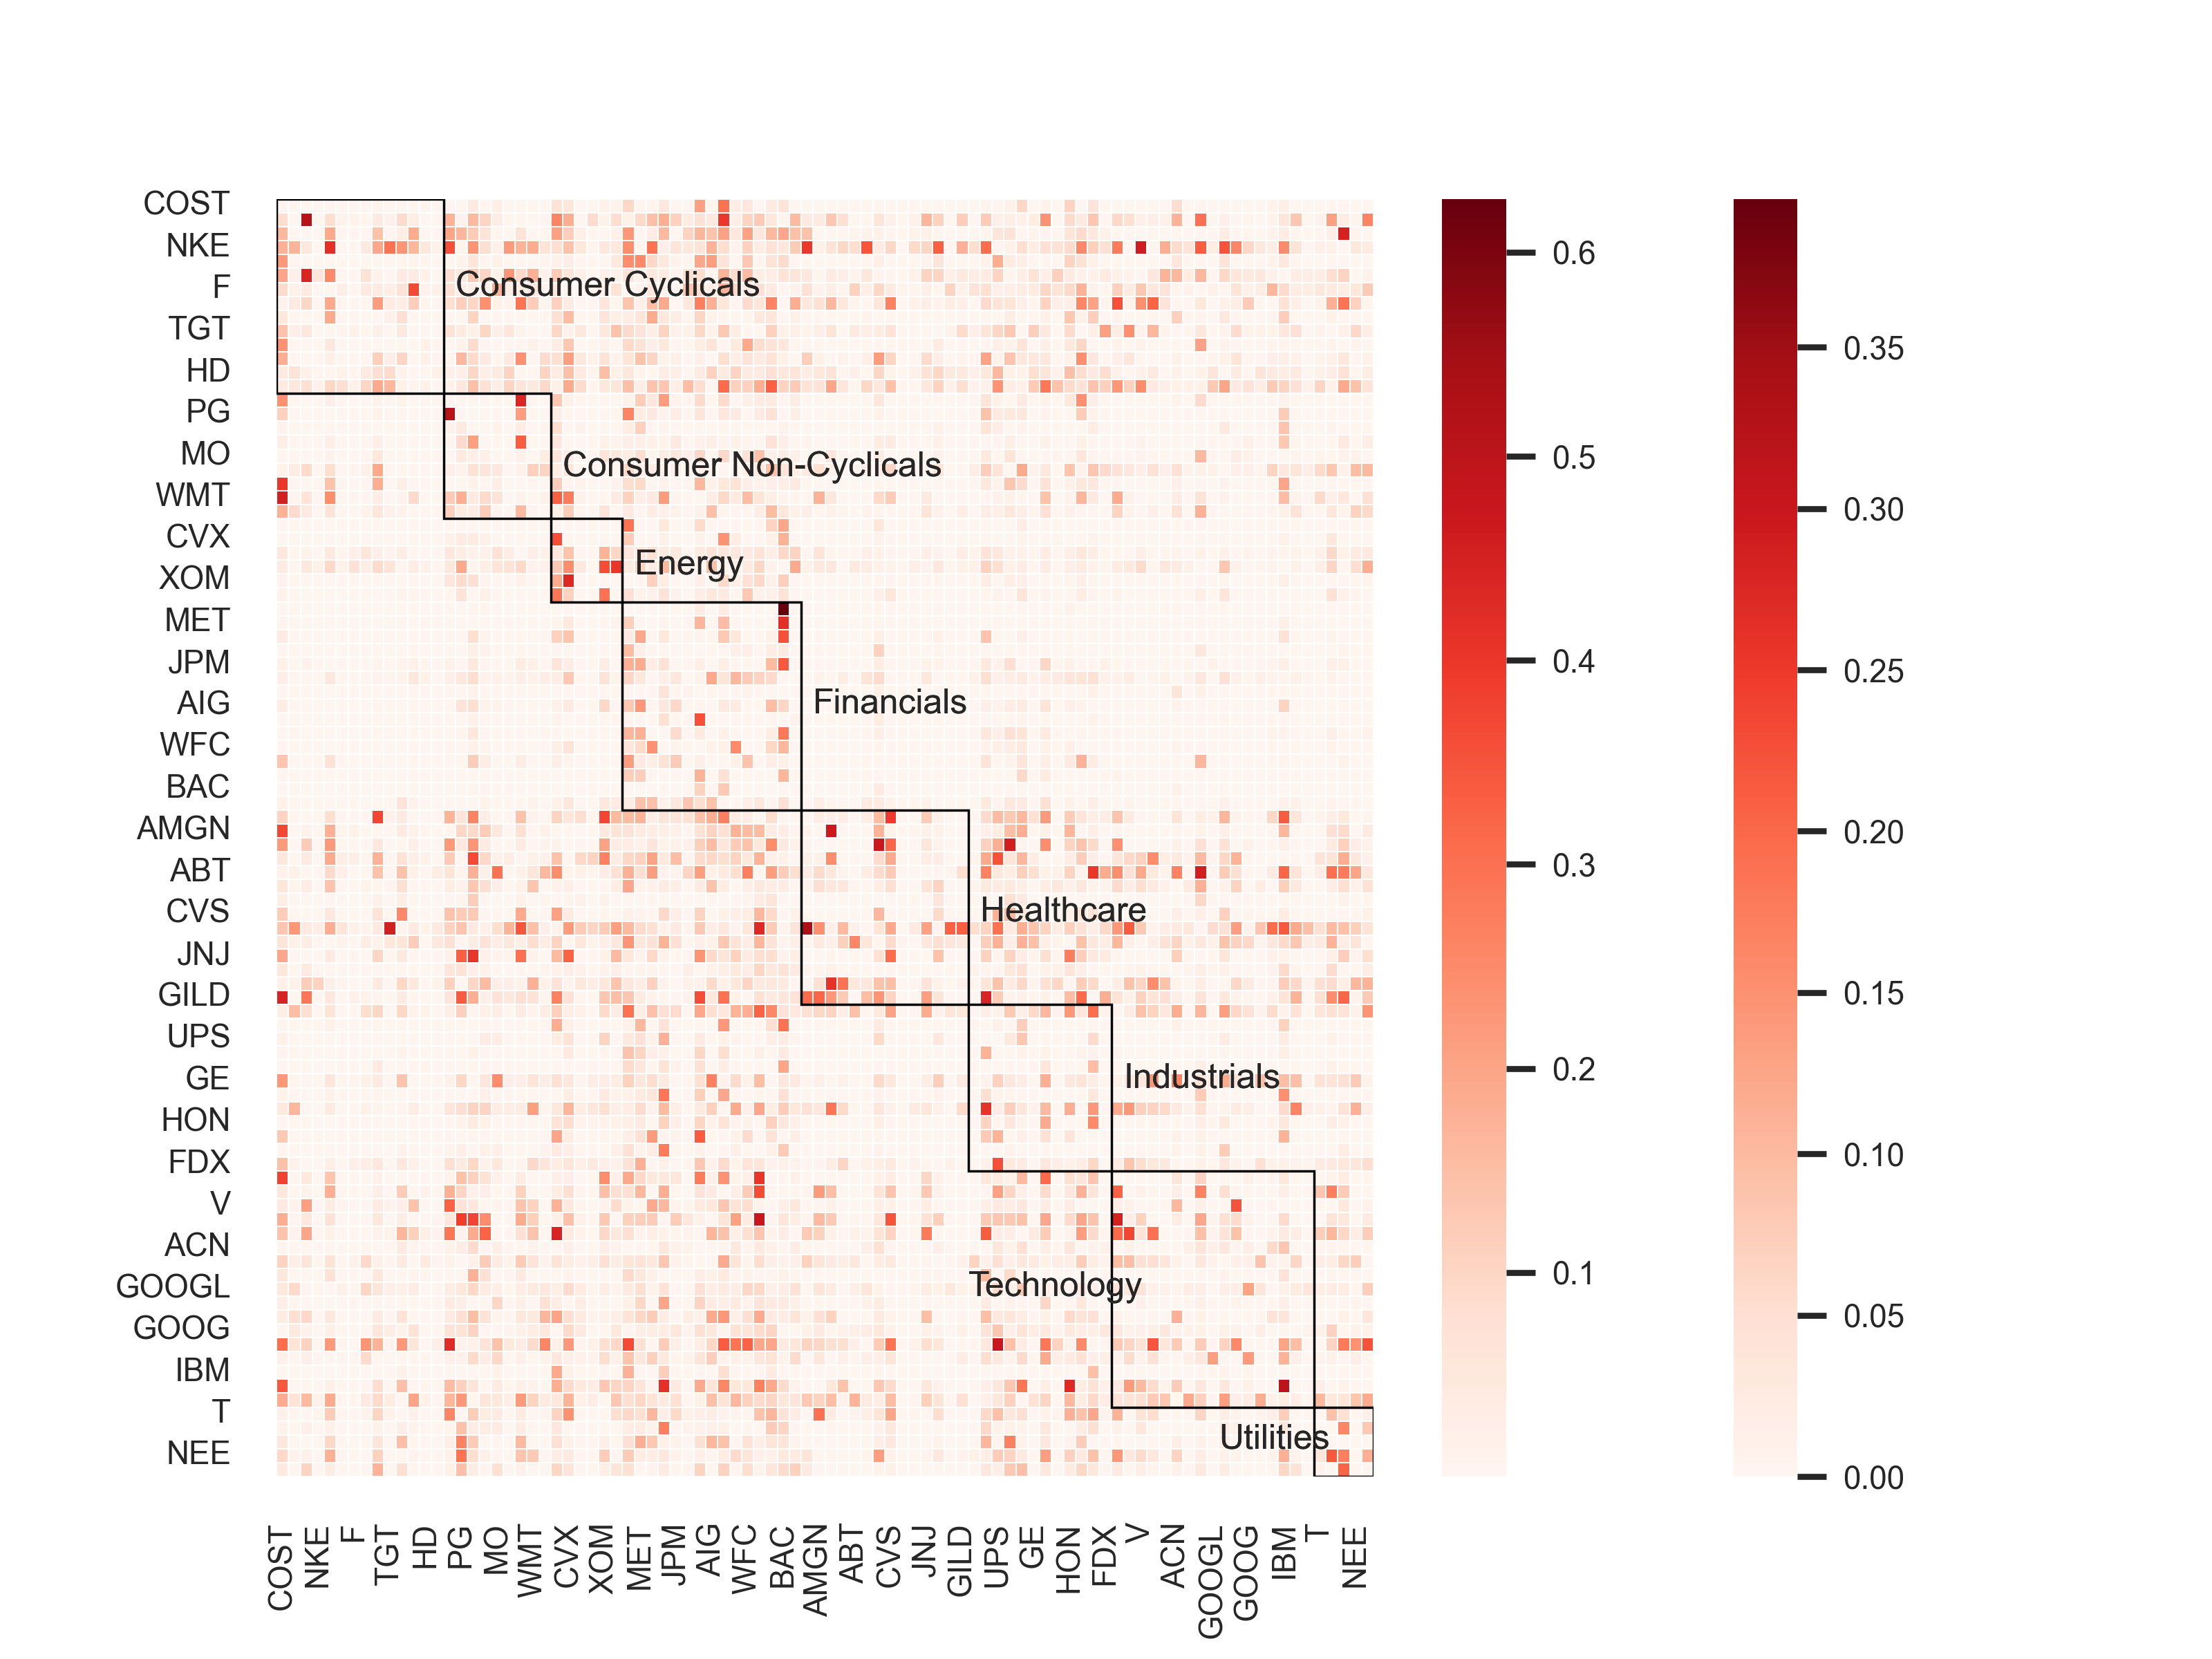 COST
NKE
F
TGT
HD
PG
MO
WMT
CVX
XOM
MET
JPM
AIG
WFC
BAC
AMGN
ABT
CVS
JNJ
GILD
UPS
GE
HON
FDX
V
ACN
GOOGL
GOOG
IBM
T
NEE
Consumer Cyclicals
Consumer Non-Cyclicals
Energy
Financials
Healthcare
Industrials
Technology
Utilities
COST NKE F TGT HD PG MO WMT CVX XOM MET JPM AIG WFC BAC AMGN ABT CVS JNJ GILD UPS GE HON FDX V ACN GOOGL GOOG IBM T NEE
0.6
0.5
0.4
0.3
0.2
0.1
0.35
0.30
0.25
0.20
0.15
0.10
0.05
0.00